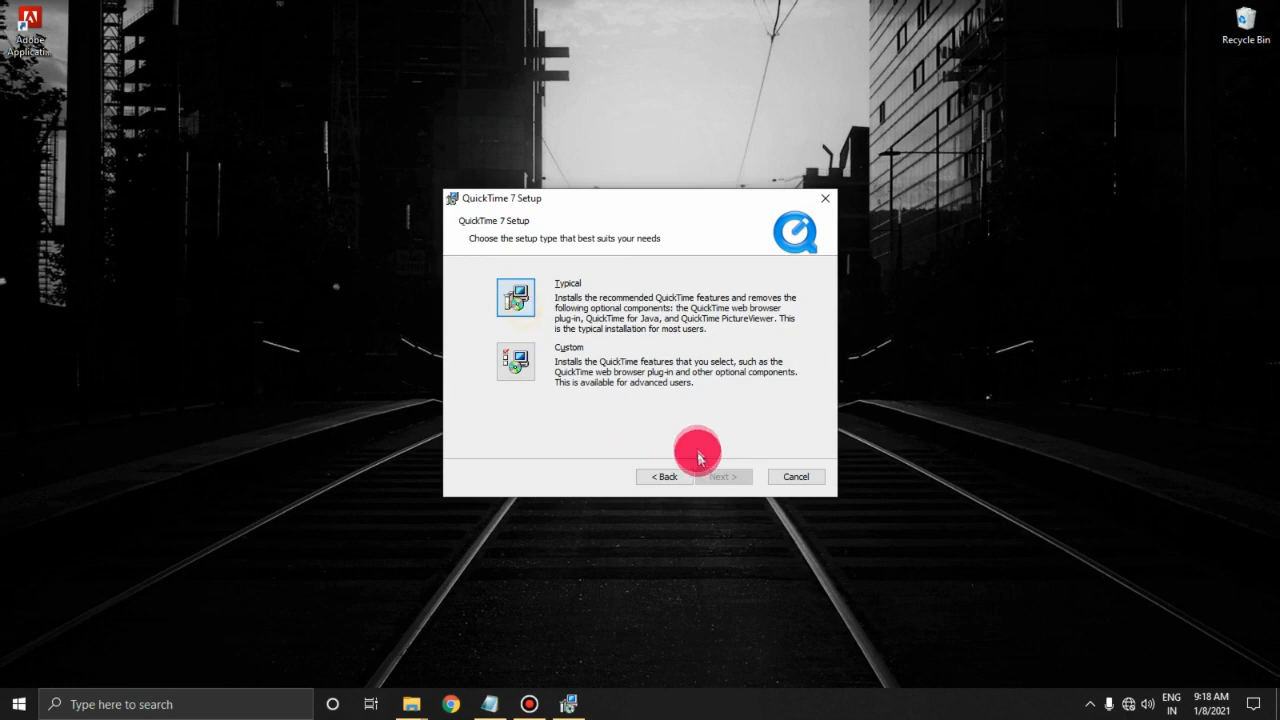 Adobe
Applicati...
Recycle Bin
QuickTime 7 Setup
QuickTime 7 Setup
Choose the setup type that best suits your needs
Typical
Installs the recommended QuickTime features and removes the
following optional components: the QuickTime web browser
plug-in, QuickTime for Java, and QuickTime PictureViewer. This
is the typical installation for most users.
Custom
Installs the QuickTime features that you select, such as the
QuickTime web browser plug-in and other optional components.
This is available for advanced users.
< Back
Next >
Cancel
Type here to search
ENG
IN
9:18 AM
1/8/2021